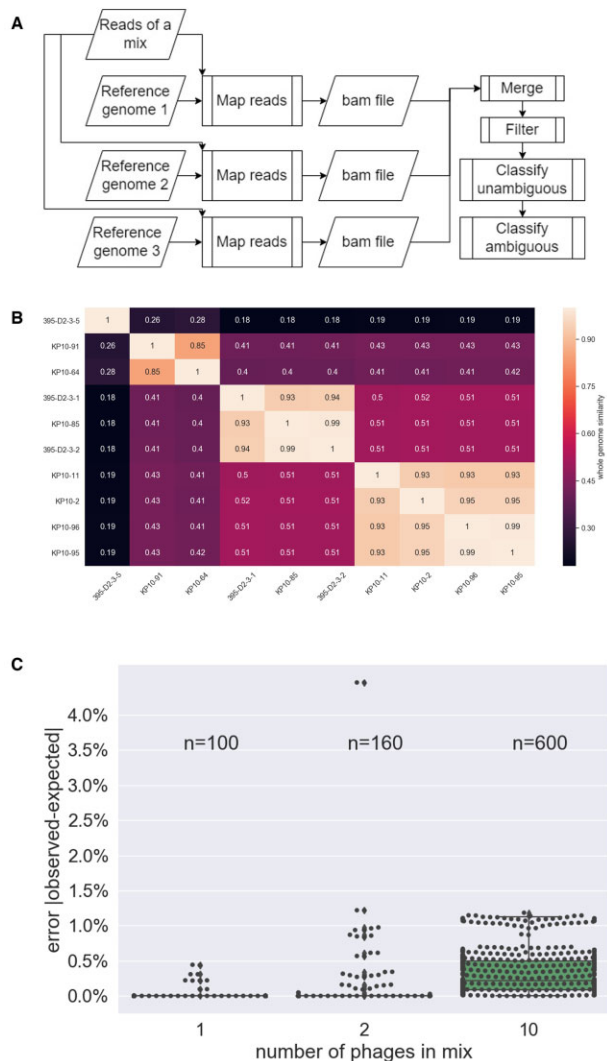 A
Reads of a
mix
Reference
genome 1
Map reads
bam file
Merge
Filter
Reference
genome 2
Map reads
bam file
Classify
unambiguous
Reference
genome 3
Map reads
bam file
Classify
ambiguous
B
395-D2-3-5 1 0.26 0.28 0.18 0.18 0.18 0.19 0.19 0.19 0.19
KP10-91 0.26 1 0.85 0.41 0.41 0.41 0.43 0.43 0.43 0.43
KP10-64 0.28 0.85 1 0.4 0.4 0.4 0.41 0.41 0.41 0.42
395-D2-3-1 0.18 0.41 0.4 1 0.93 0.94 0.5 0.52 0.51 0.51
KP10-85 0.18 0.41 0.4 0.93 1 0.99 0.51 0.51 0.51 0.51
395-D2-3-2 0.18 0.41 0.4 0.94 0.99 1 0.51 0.51 0.51 0.51
KP10-11 0.19 0.43 0.41 0.5 0.51 0.51 1 0.93 0.93 0.93
KP10-2 0.19 0.43 0.41 0.52 0.51 0.51 0.93 1 0.95 0.95
KP10-96 0.19 0.43 0.41 0.51 0.51 0.51 0.93 0.95 1 0.99
KP10-95 0.19 0.43 0.42 0.51 0.51 0.51 0.93 0.95 0.99 1
395-D2-3-5 KP10-91 KP10-64 395-D2-3-1 KP10-85 395-D2-3-2 KP10-11 KP10-2 KP10-96 KP10-95
0.90
0.75
0.60
0.45
0.30
whole genome similarity
C
error |observed-expected|
4.0%
3.5%
3.0%
2.5%
2.0%
1.5%
1.0%
0.5%
0.0%
n=100 n=160 n=600
1 2 10
number of phages in mix